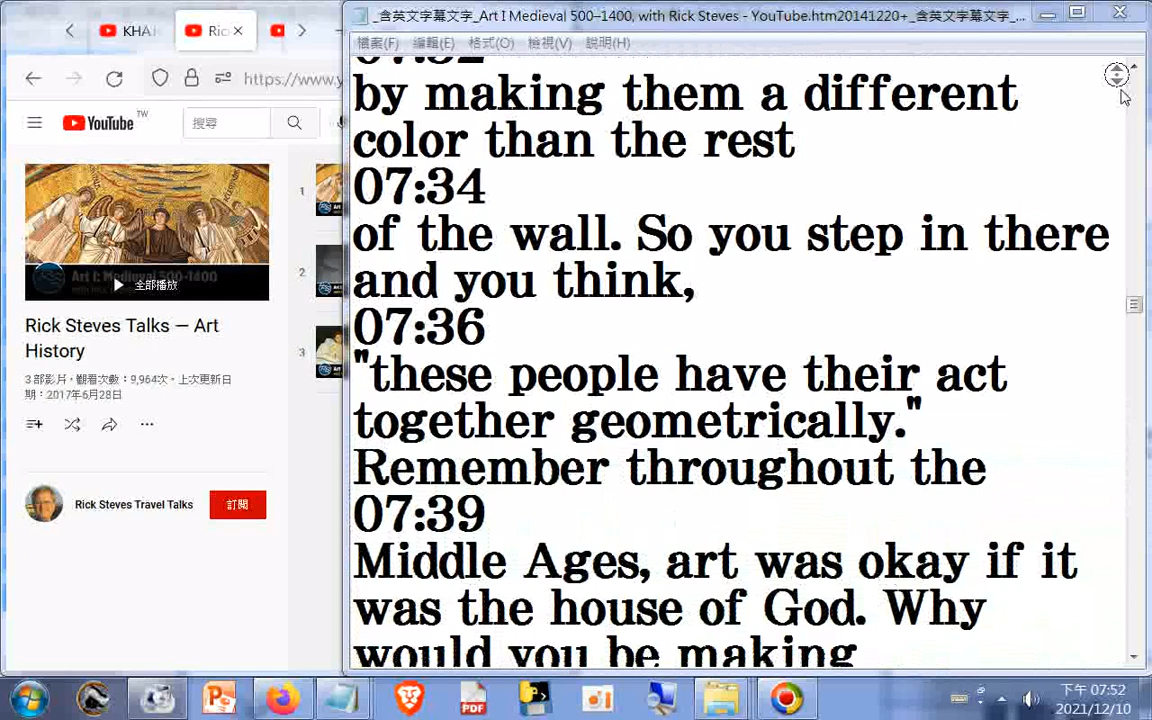 _含英文字幕文字_Art I Medieval 500–1400, with Rick Steves - YouTube.htm20141220+_含英文字幕文字_...
KHA
Ric
https://www.y
檔案(F) 編輯(E) 格式(O) 檢視(V) 說明(H)
YouTube TW
搜尋
Art I: Medieval 500-1400
全部播放
Rick Steves Talks — Art
History
3 部影片・觀看次數：9,964次・上次更新日
期：2017年6月28日
Rick Steves Travel Talks
訂閱
1
2
3
07:32
by making them a different
color than the rest
07:34
of the wall. So you step in there
and you think,
07:36
"these people have their act
together geometrically."
Remember throughout the
07:39
Middle Ages, art was okay if it
was the house of God. Why
would you be making
PDF
下午 07:52
2021/12/10